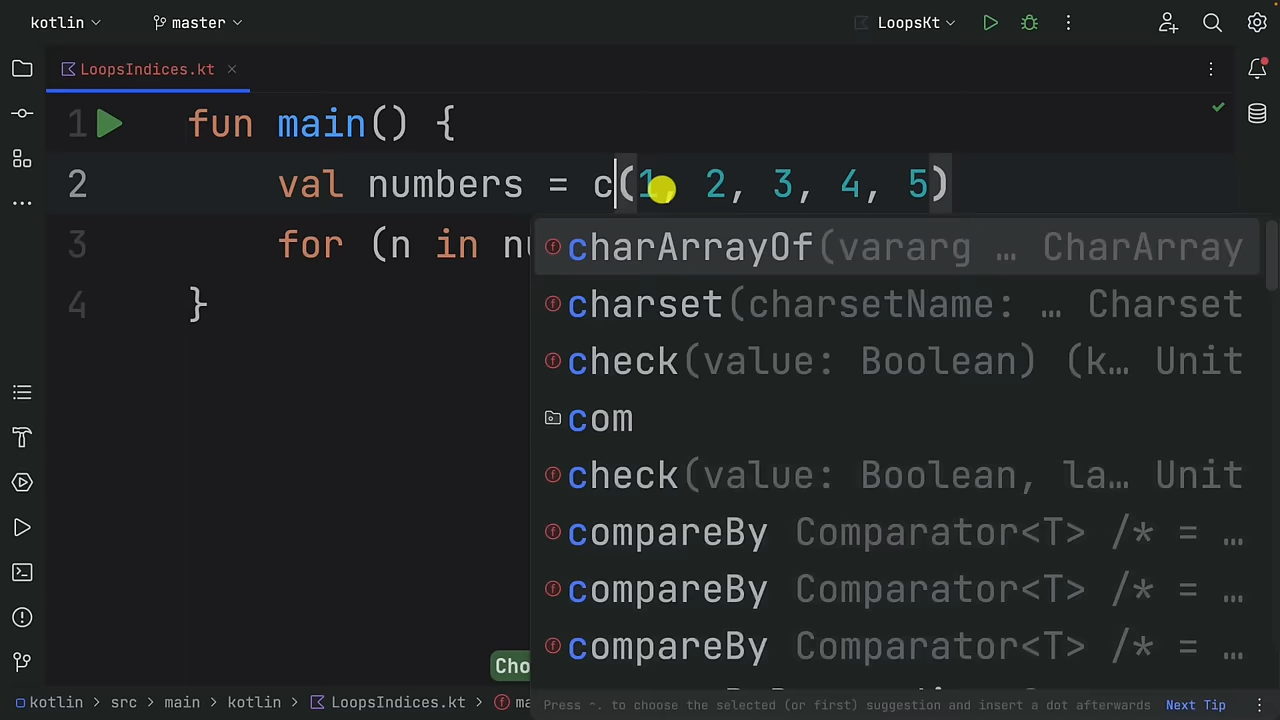 kotlin
master
LoopsKt
LoopsIndices.kt
1 fun main() {
2 val numbers = c(1, 2, 3, 4, 5)
3 for (n in nu
4 }
charArrayOf(vararg … CharArray
charset(charsetName: … Charset
check(value: Boolean) (k… Unit
com
check(value: Boolean, la… Unit
compareBy Comparator<T> /* = …
compareBy Comparator<T> /* = …
compareBy Comparator<T> /* = …
Cho
kotlin > src > main > kotlin > LoopsIndices.kt > ma
Press ^. to choose the selected (or first) suggestion and insert a dot afterwards Next Tip